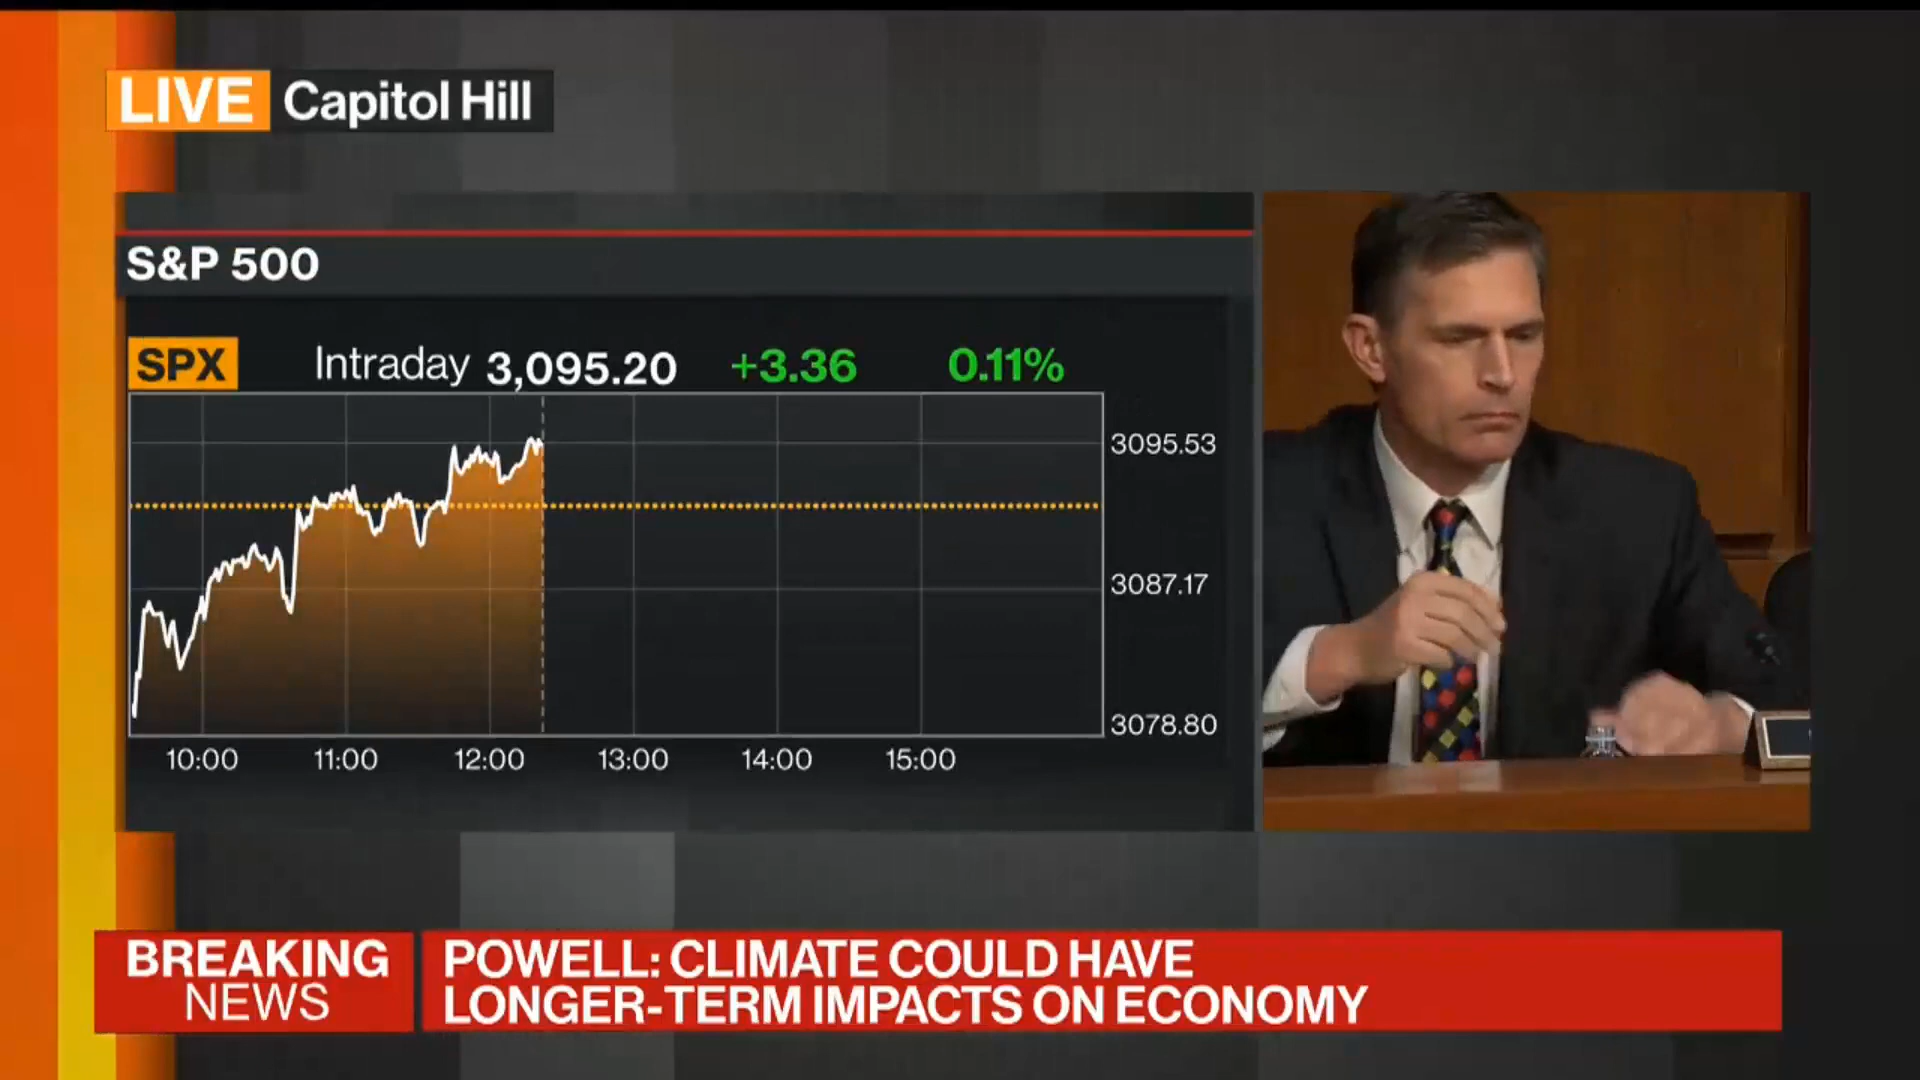 LIVE Capitol Hill
S&P 500
SPX Intraday 3,095.20 +3.36 0.11%
3095.53
3087.17
3078.80
10:00 11:00 12:00 13:00 14:00 15:00
BREAKING NEWS
POWELL: CLIMATE COULD HAVE
LONGER-TERM IMPACTS ON ECONOMY